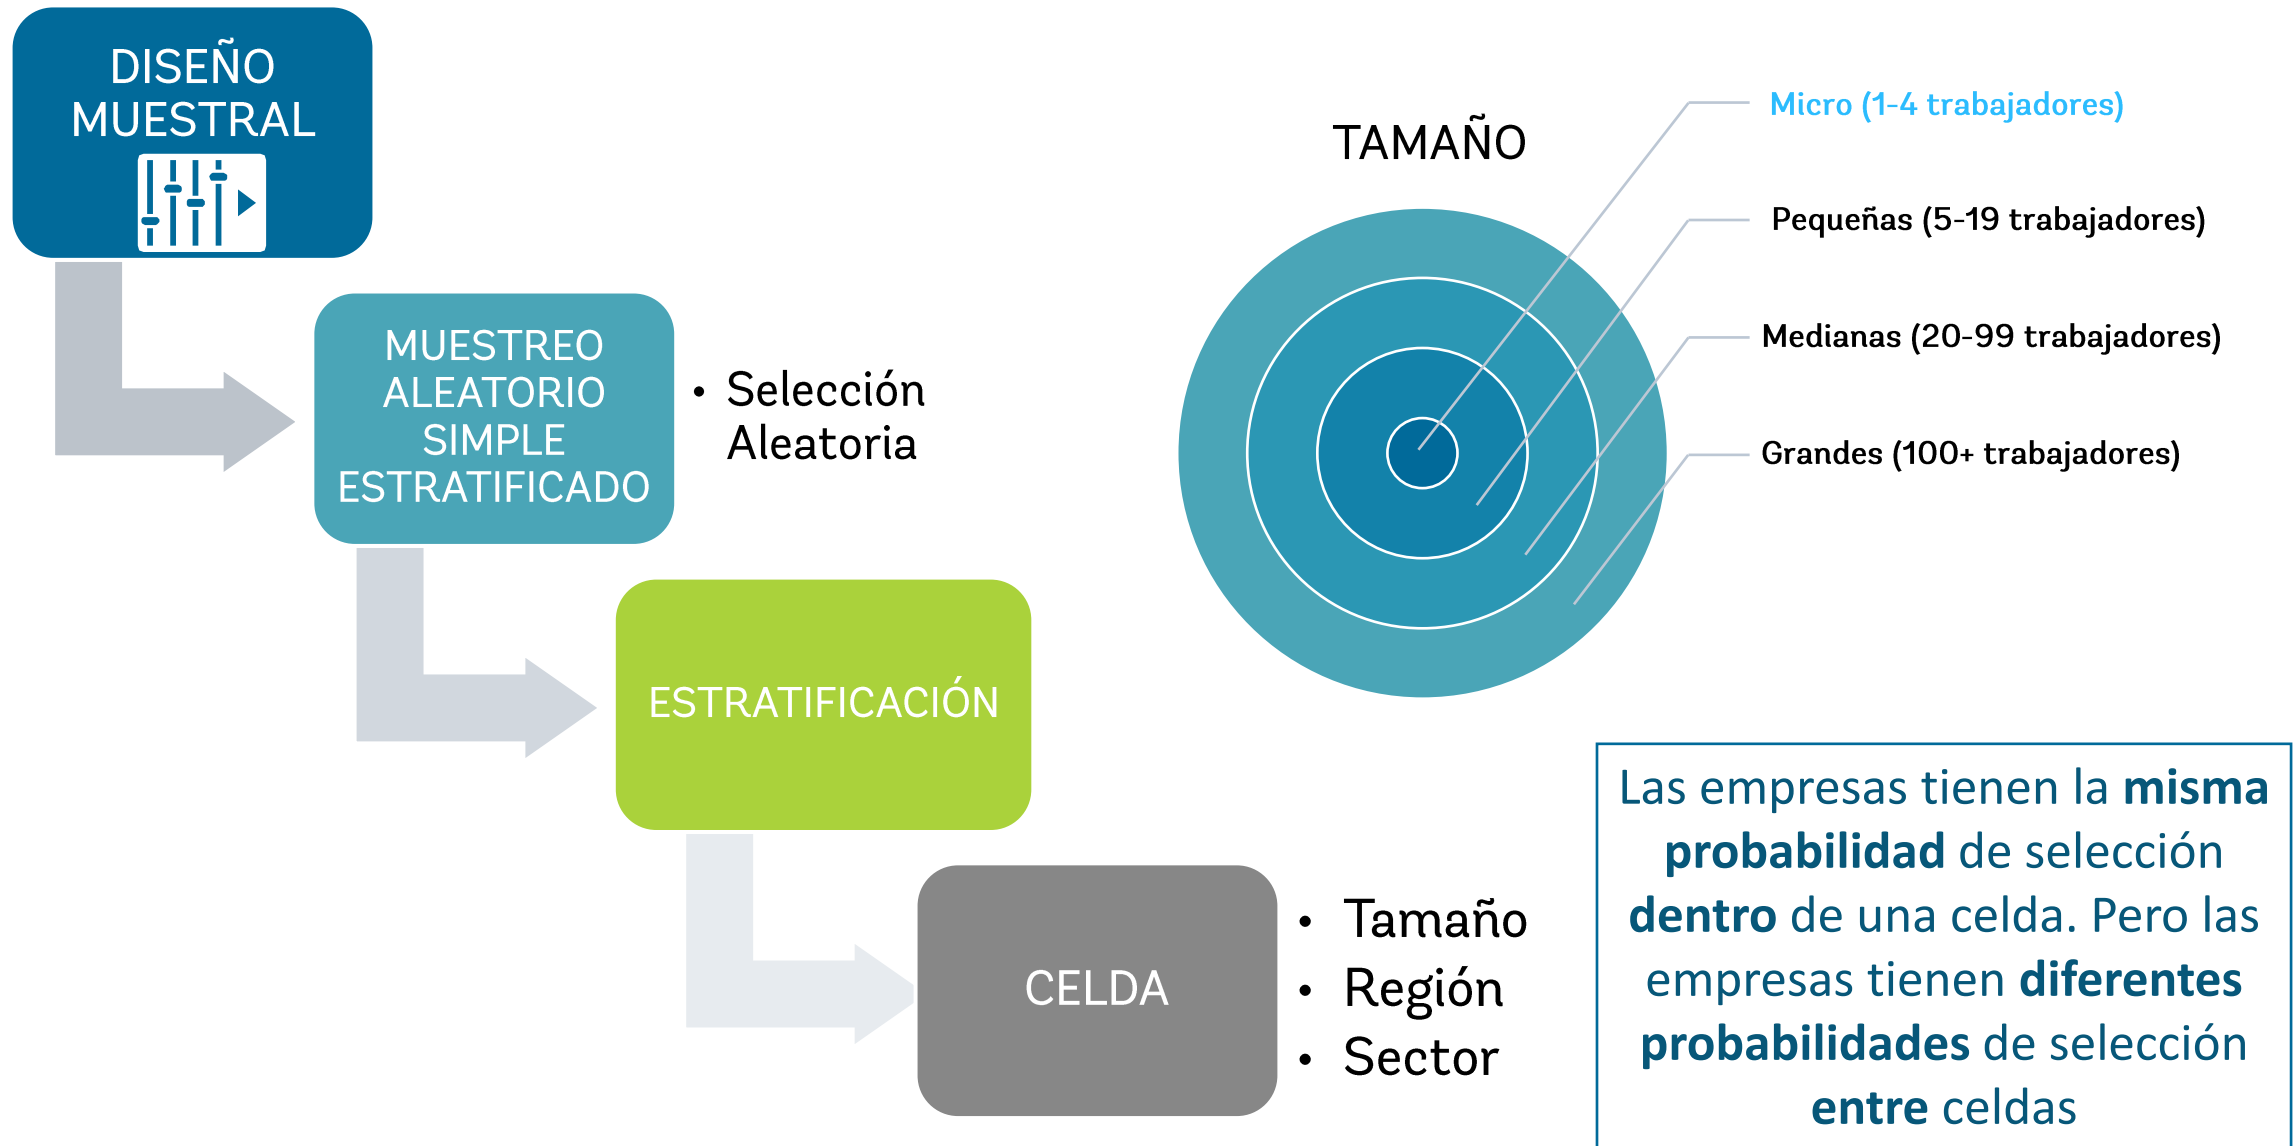 DISEÑO
MUESTRAL
MUESTREO
ALEATORIO
SIMPLE
ESTRATIFICADO
• Selección
Aleatoria
ESTRATIFICACIÓN
CELDA
• Tamaño
• Región
• Sector
TAMAÑO
Micro (1-4 trabajadores)
Pequeñas (5-19 trabajadores)
Medianas (20-99 trabajadores)
Grandes (100+ trabajadores)
Las empresas tienen la misma
probabilidad de selección
dentro de una celda. Pero las
empresas tienen diferentes
probabilidades de selección
entre celdas